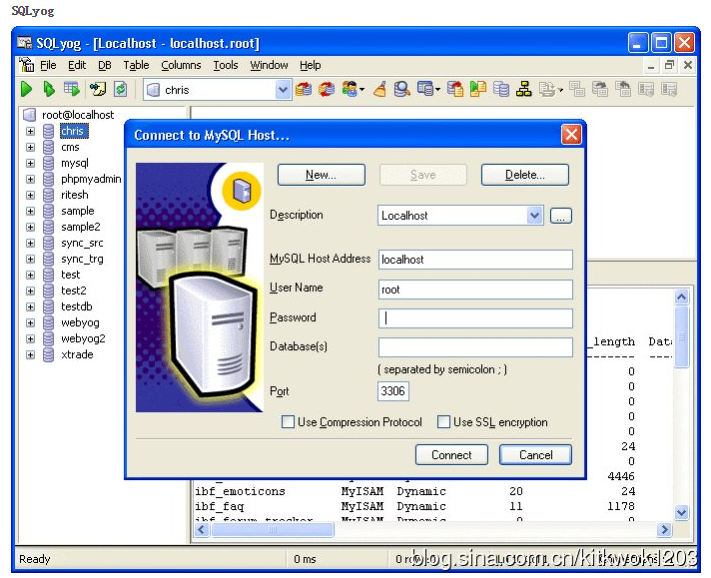 SQLyog
SQLyog - [Localhost - localhost.root]
File Edit DB Table Columns Tools Window Help
chris
root@localhost
chris
cms
mysql
phpmyadmin
ritesh
sample
sample2
sync_src
sync_trg
test
test2
testdb
webyog
webyog2
xtrade
Connect to MySQL Host...
New... Save Delete...
Description Localhost ...
MySQL Host Address localhost
User Name root
Password
Database(s)
( separated by semicolon ; )
Port 3306
Use Compression Protocol Use SSL encryption
Connect Cancel
_length Dat
0
0
0
0
0
24
0
4446
ibf_emoticons MyISAM Dynamic 20 24
ibf_faq MyISAM Dynamic 11 1178
ibf_forum_tracker MyISAM Dynamic 0 0
Ready 0 ms
blog.sina.com.cn/kitkwok1203